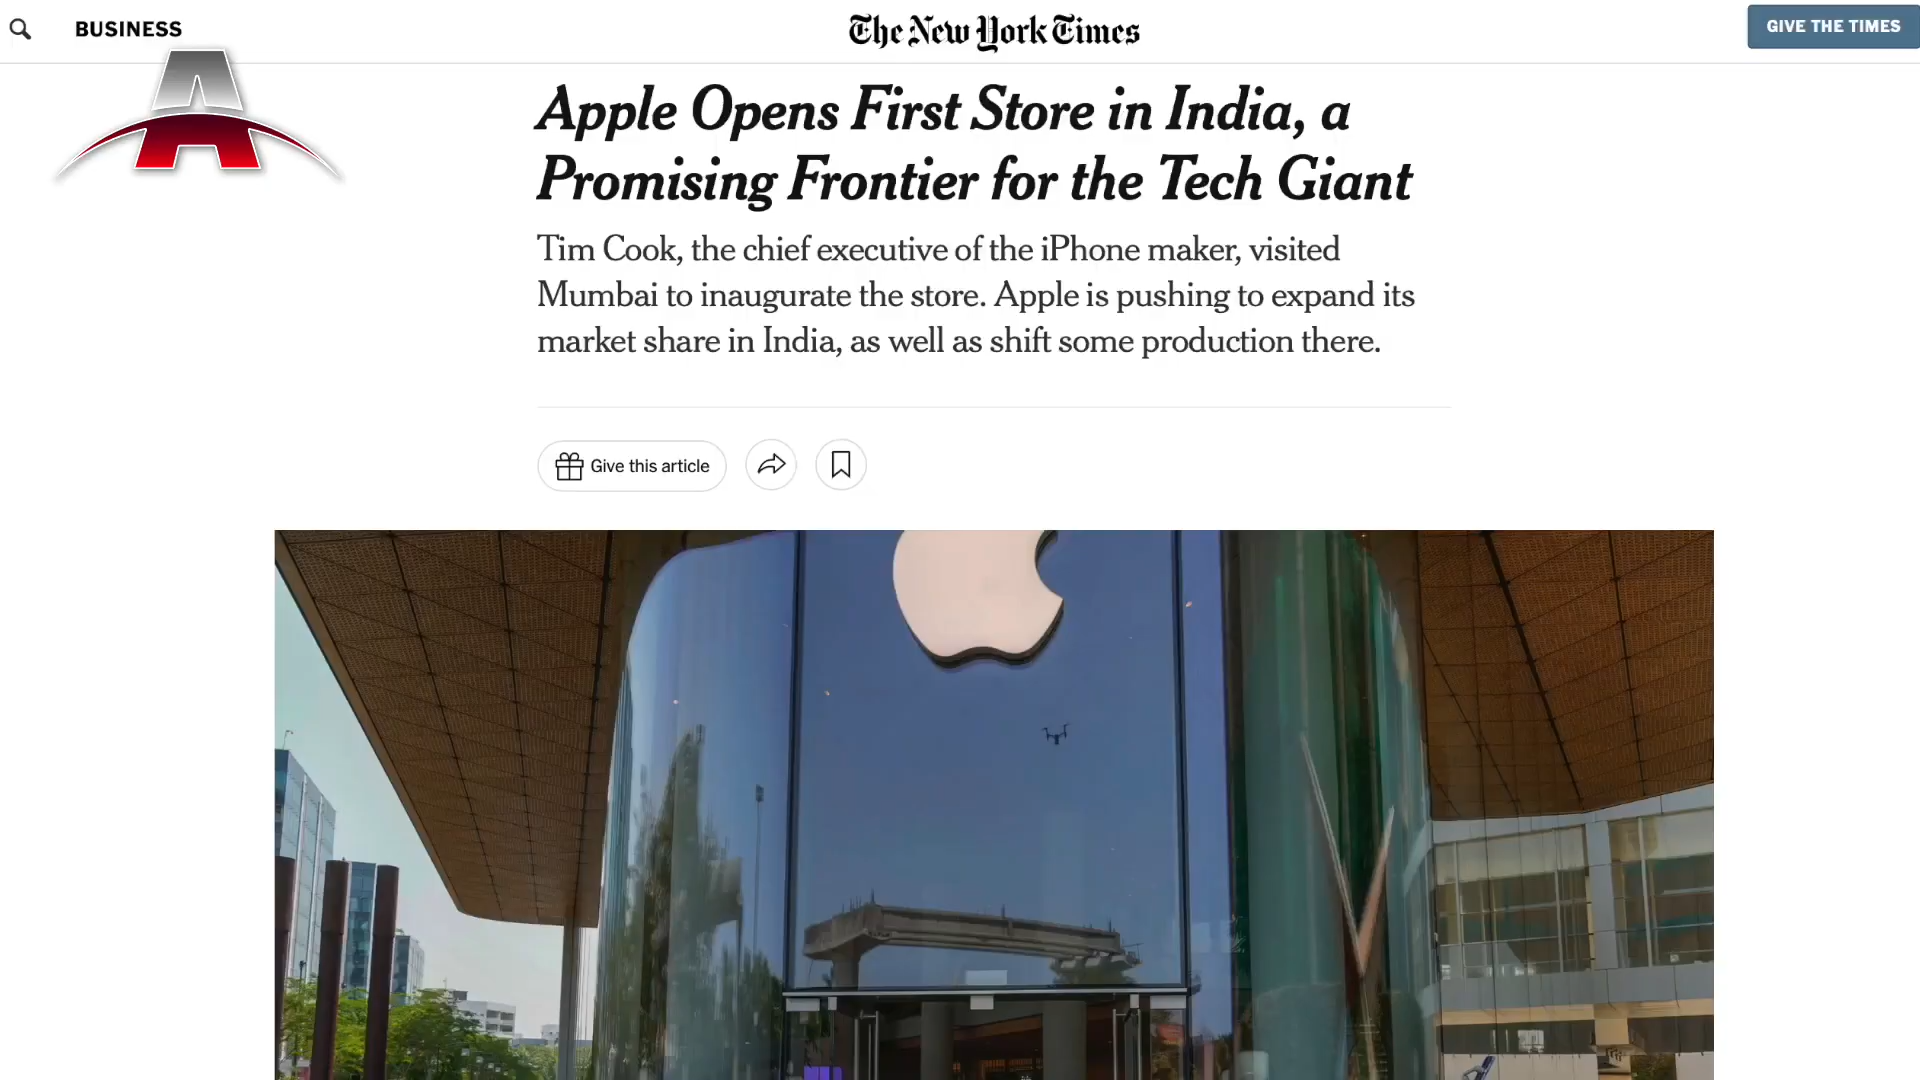 BUSINESS
The New York Times
GIVE THE TIMES
A
Apple Opens First Store in India, a
Promising Frontier for the Tech Giant
Tim Cook, the chief executive of the iPhone maker, visited
Mumbai to inaugurate the store. Apple is pushing to expand its
market share in India, as well as shift some production there.
Give this article